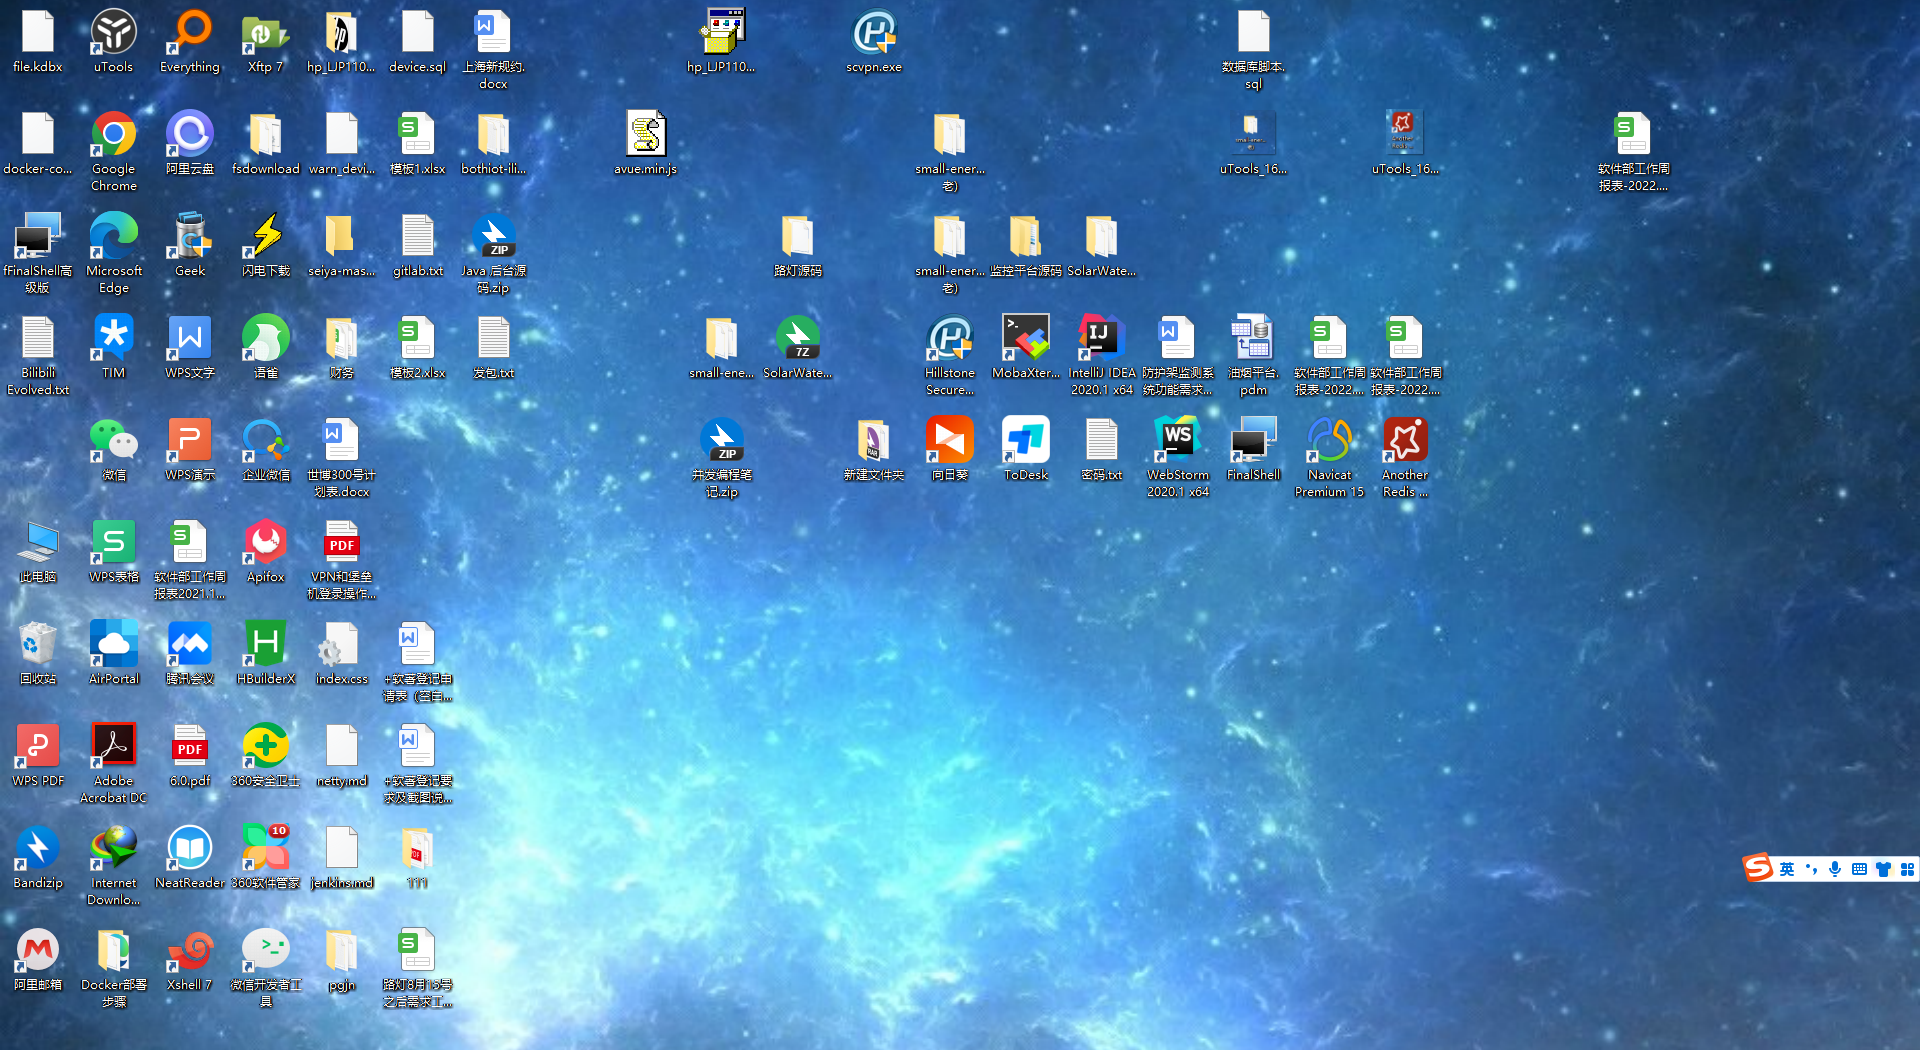 file.kdbx
uTools
Everything
Xftp 7
hp_LJP110...
device.sql
上海新规约.
docx
hp_LJP110...
scvpn.exe
数据库脚本.
sql
docker-co...
Google
Chrome
阿里云盘
fsdownload
warn_devi...
模板1.xlsx
bothiot-ili...
avue.min.js
small-ener...
老)
uTools_16...
uTools_16...
软件部工作周
报表-2022....
fFinalShell高
级版
Microsoft
Edge
Geek
闪电下载
seiya-mas...
gitlab.txt
ZIP
Java 后台源
码.zip
路灯源码
small-ener...
老)
监控平台源码
SolarWate...
Bilibili
Evolved.txt
TIM
WPS文字
语雀
财务
模板2.xlsx
发包.txt
small-ene...
7Z
SolarWate...
Hillstone
Secure...
MobaXter...
IJ
IntelliJ IDEA
2020.1 x64
防护架监测系
统功能需求...
油烟平台.
pdm
软件部工作周
报表-2022....
软件部工作周
报表-2022....
微信
WPS演示
企业微信
世博300号计
划表.docx
ZIP
并发编程笔
记.zip
新建文件夹
向日葵
ToDesk
密码.txt
WS
WebStorm
2020.1 x64
FinalShell
Navicat
Premium 15
Another
Redis ...
此电脑
WPS表格
软件部工作周
报表2021.1...
Apifox
PDF
VPN和堡垒
机登录操作...
回收站
AirPortal
腾讯会议
HBuilderX
index.css
+软著登记申
请表（空白...
WPS PDF
Adobe
Acrobat DC
PDF
6.0.pdf
360安全卫士
netty.md
+软著登记要
求及截图说...
Bandizip
Internet
Downlo...
NeatReader
10
360软件管家
jenkins.md
111
英
阿里邮箱
Docker部署
步骤
Xshell 7
微信开发者工
具
pgjn
路灯8月15号
之后需求工...